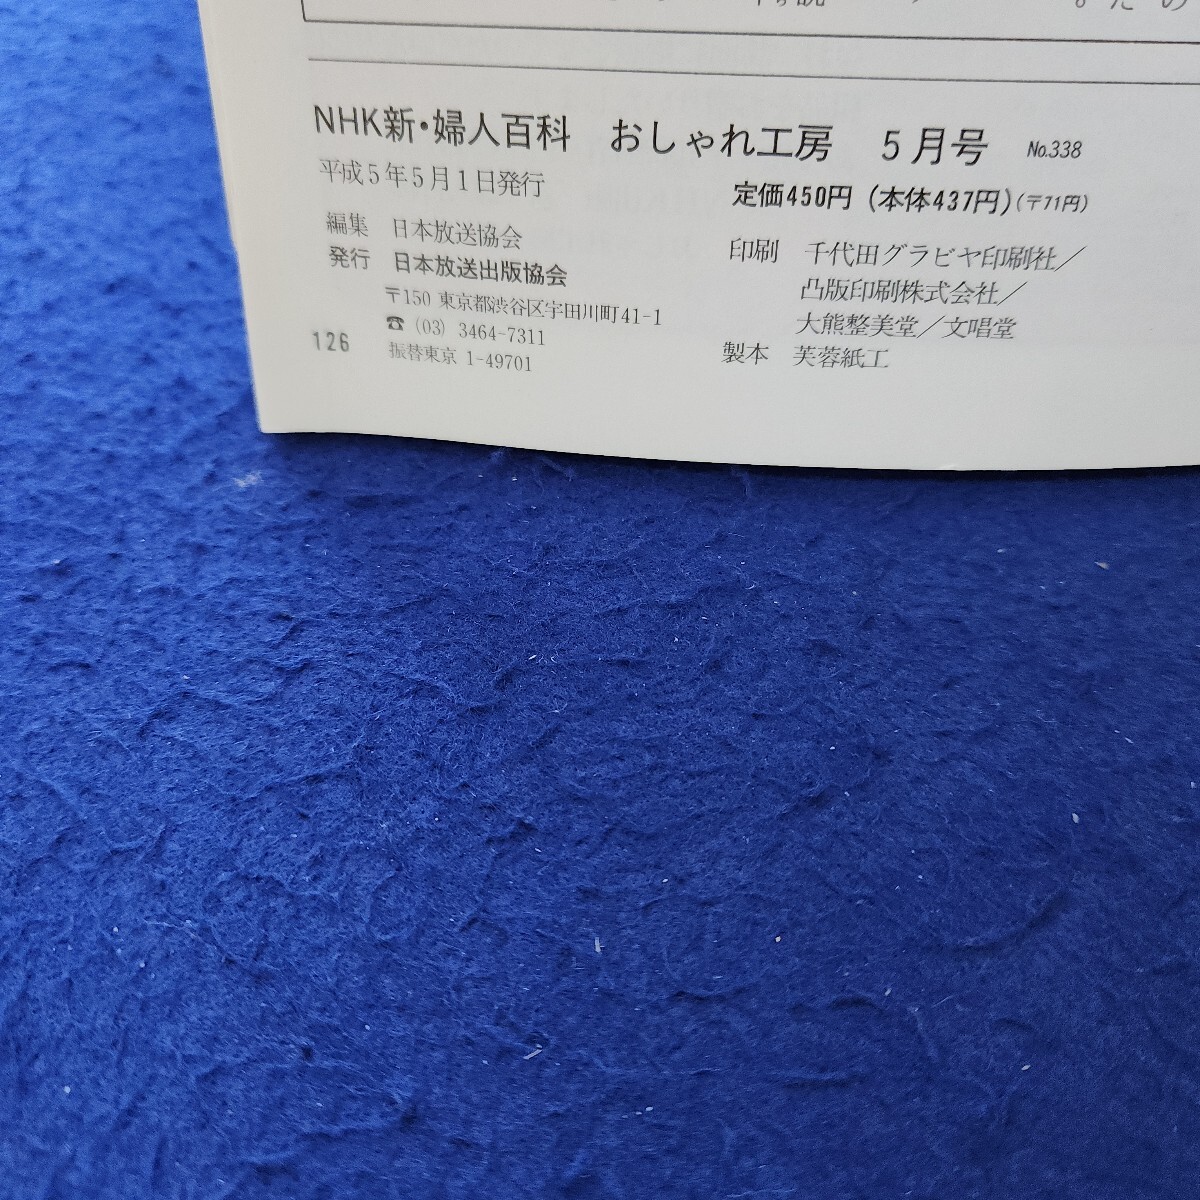 NHK新・婦人百科　おしゃれ工房　5月号　No.338
平成5年5月1日発行
定価450円（本体437円）（〒71円）
編集　日本放送協会
発行　日本放送出版協会
〒150 東京都渋谷区宇田川町41-1
☎ (03) 3464-7311
振替東京 1-49701
印刷　千代田グラビヤ印刷社／
凸版印刷株式会社／
大熊整美堂／文唱堂
製本　芙蓉紙工
126